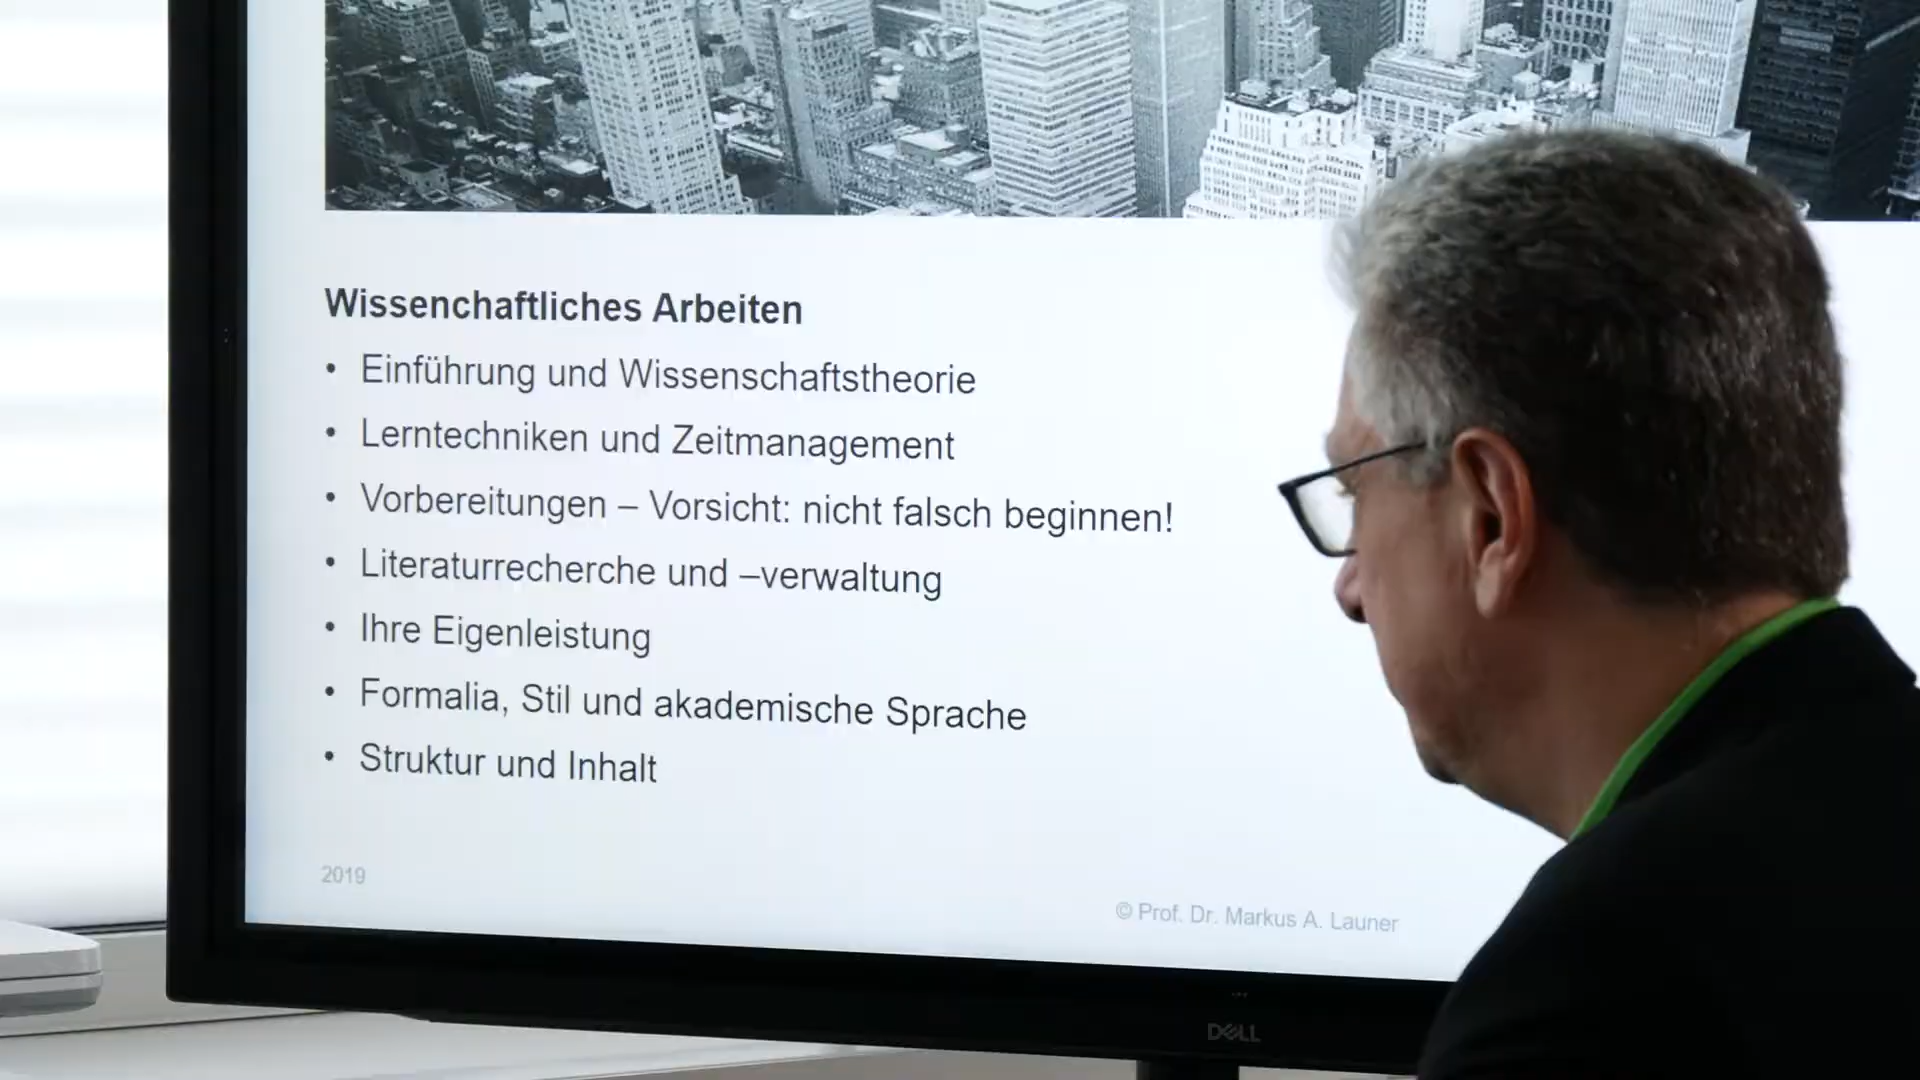 Wissenchaftliches Arbeiten
• Einführung und Wissenschaftstheorie
• Lerntechniken und Zeitmanagement
• Vorbereitungen – Vorsicht: nicht falsch beginnen!
• Literaturrecherche und –verwaltung
• Ihre Eigenleistung
• Formalia, Stil und akademische Sprache
• Struktur und Inhalt
2019
© Prof. Dr. Markus A. Launer
DELL